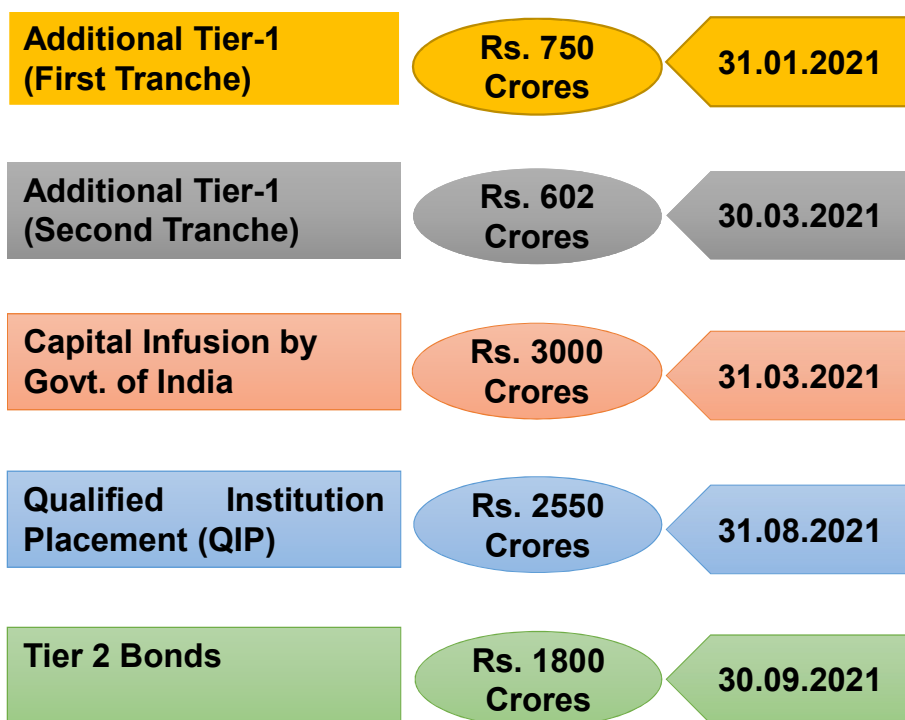 Additional Tier-1
(First Tranche)
Rs. 750
Crores
31.01.2021
Additional Tier-1
(Second Tranche)
Rs. 602
Crores
30.03.2021
Capital Infusion by
Govt. of India
Rs. 3000
Crores
31.03.2021
Qualified Institution
Placement (QIP)
Rs. 2550
Crores
31.08.2021
Tier 2 Bonds
Rs. 1800
Crores
30.09.2021